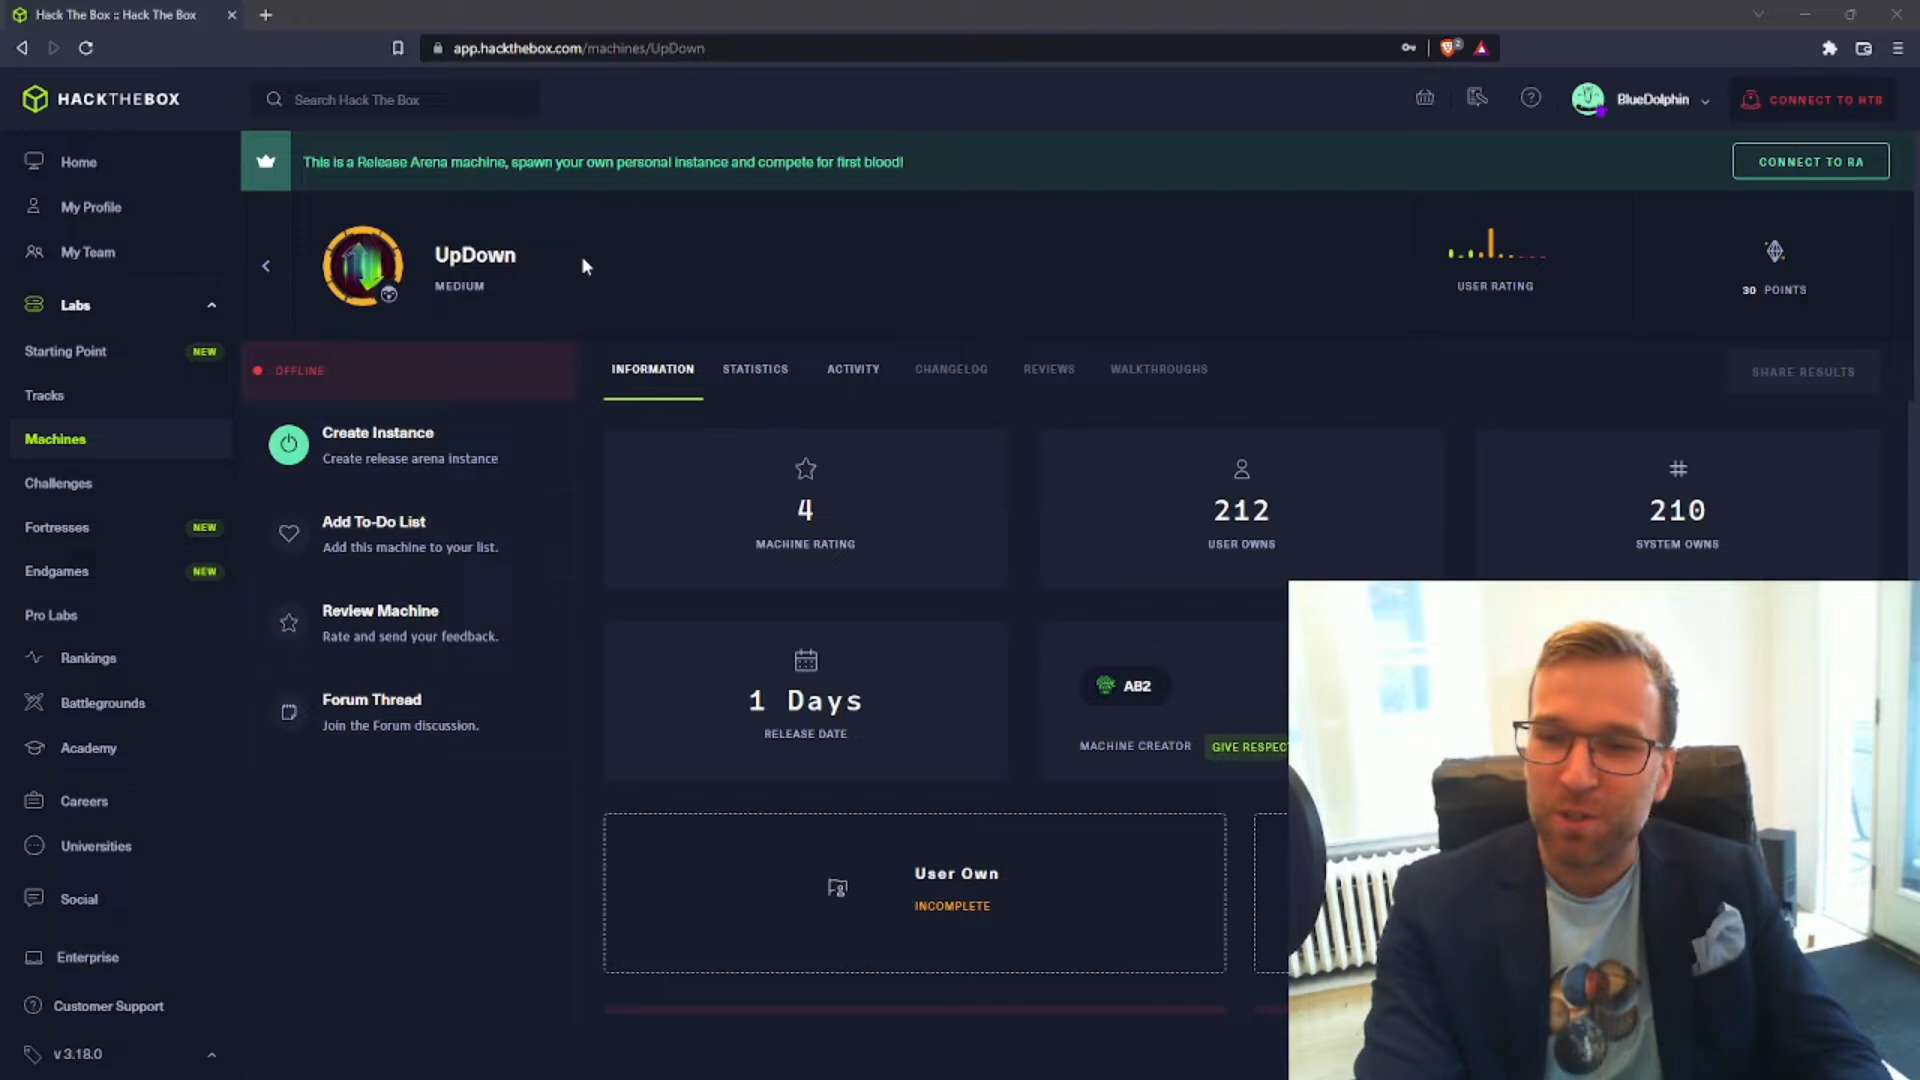 Hack The Box :: Hack The Box
app.hackthebox.com/machines/UpDown
2
HACKTHEBOX
Search Hack The Box
BlueDolphin
CONNECT TO HTB
This is a Release Arena machine, spawn your own personal instance and compete for first blood!
CONNECT TO RA
Home
My Profile
My Team
Labs
Starting Point NEW
Tracks
Machines
Challenges
Fortresses NEW
Endgames NEW
Pro Labs
Rankings
Battlegrounds
Academy
Careers
Universities
Social
Enterprise
Customer Support
v 3.18.0
UpDown
MEDIUM
USER RATING
30 POINTS
OFFLINE
Create Instance
Create release arena instance
Add To-Do List
Add this machine to your list.
Review Machine
Rate and send your feedback.
Forum Thread
Join the Forum discussion.
INFORMATION STATISTICS ACTIVITY CHANGELOG REVIEWS WALKTHROUGHS
SHARE RESULTS
4
MACHINE RATING
212
USER OWNS
210
SYSTEM OWNS
1 Days
RELEASE DATE
AB2
MACHINE CREATOR GIVE RESPECT
User Own
INCOMPLETE